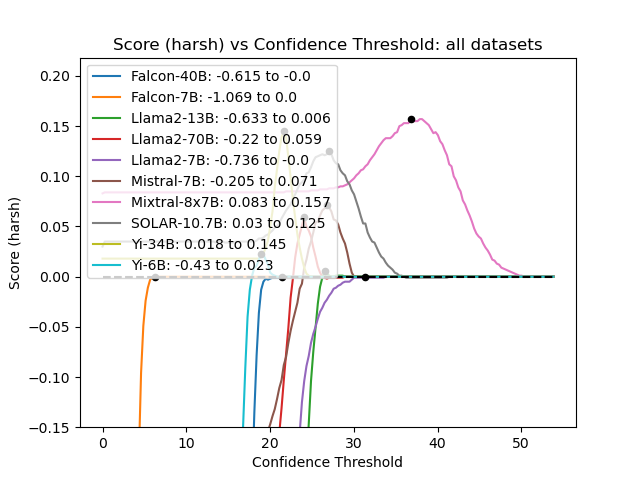 Score (harsh) vs Confidence Threshold: all datasets
Score (harsh)
0.20
0.15
0.10
0.05
0.00
−0.05
−0.10
−0.15
Falcon-40B: -0.615 to -0.0
Falcon-7B: -1.069 to 0.0
Llama2-13B: -0.633 to 0.006
Llama2-70B: -0.22 to 0.059
Llama2-7B: -0.736 to -0.0
Mistral-7B: -0.205 to 0.071
Mixtral-8x7B: 0.083 to 0.157
SOLAR-10.7B: 0.03 to 0.125
Yi-34B: 0.018 to 0.145
Yi-6B: -0.43 to 0.023
0 10 20 30 40 50
Confidence Threshold